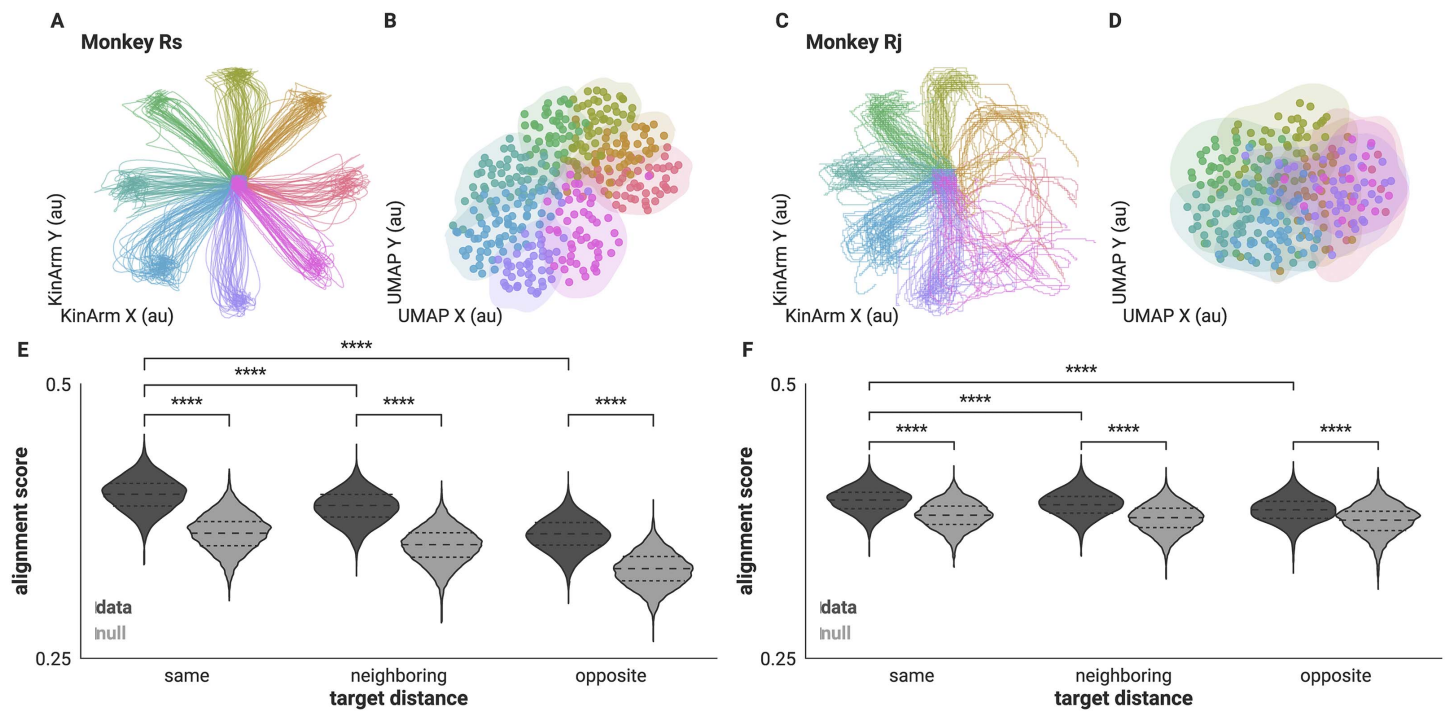 A
Monkey Rs
KinArm Y (au)
KinArm X (au)
B
UMAP Y (au)
UMAP X (au)
C
Monkey Rj
KinArm Y (au)
KinArm X (au)
D
UMAP Y (au)
UMAP X (au)
E
****
****
****
****
****
0.5
alignment score
data
null
0.25
same
neighboring
opposite
target distance
F
****
****
****
****
****
0.5
alignment score
data
null
0.25
same
neighboring
opposite
target distance